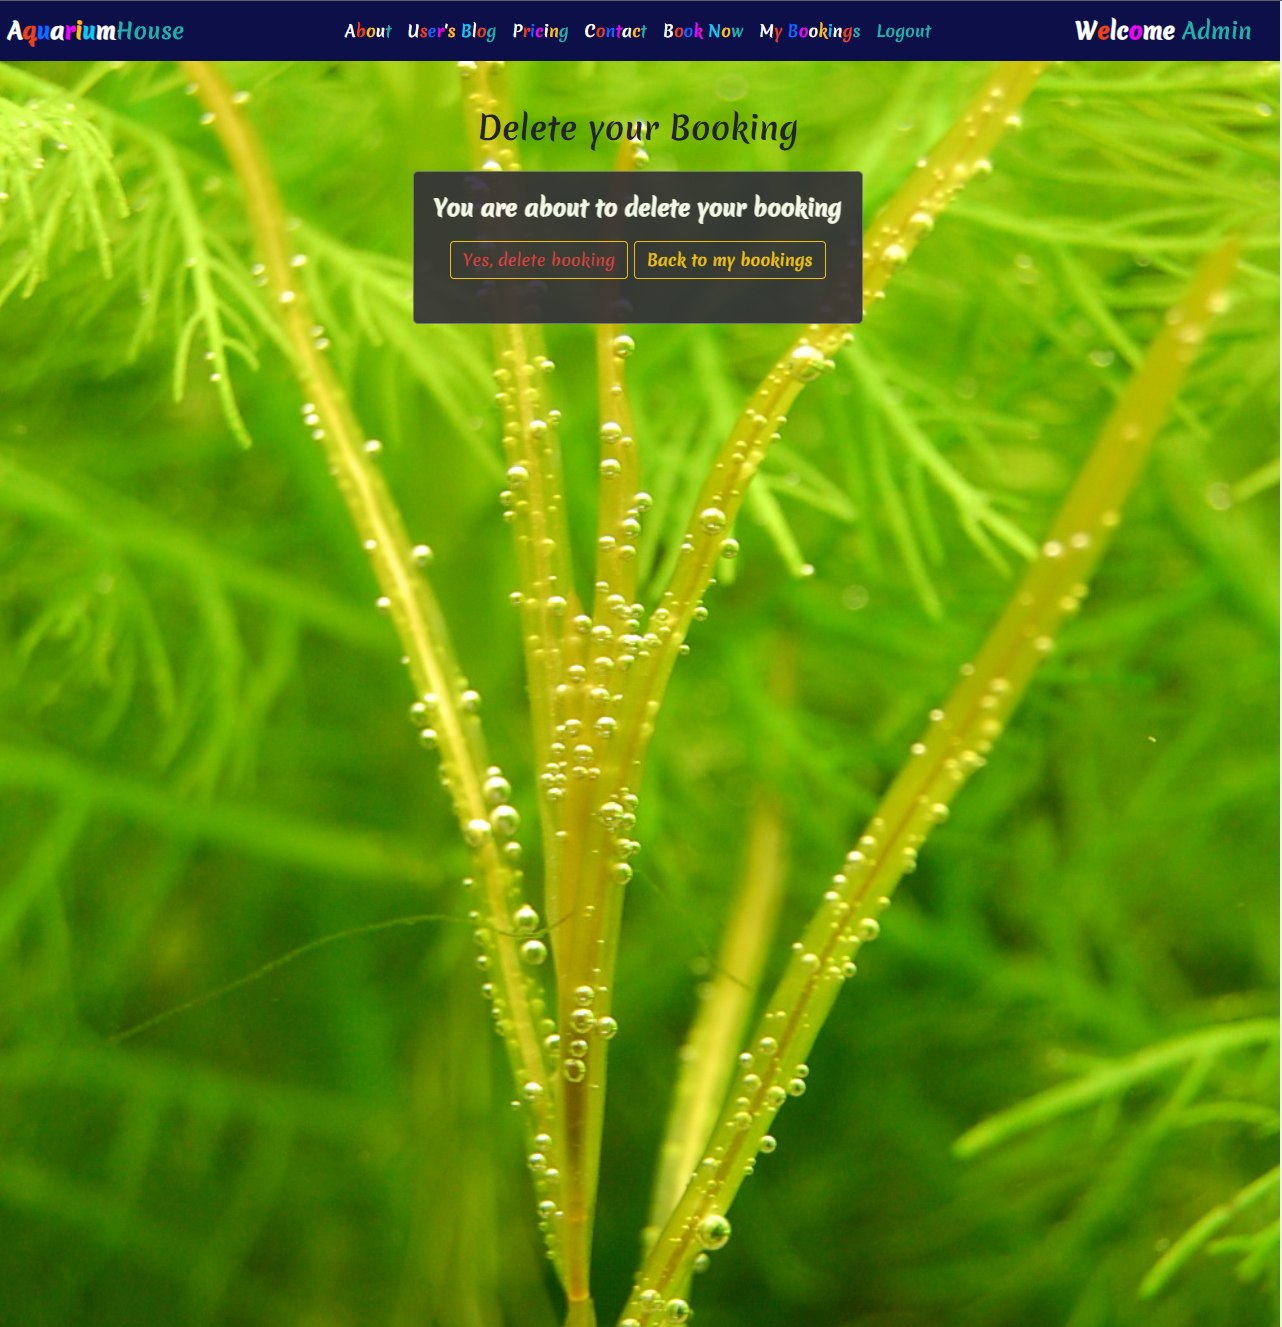 AquariumHouse About User's Blog Pricing Contact Book Now My Bookings Logout Welcome Admin
Delete your Booking
You are about to delete your booking
Yes, delete booking Back to my bookings